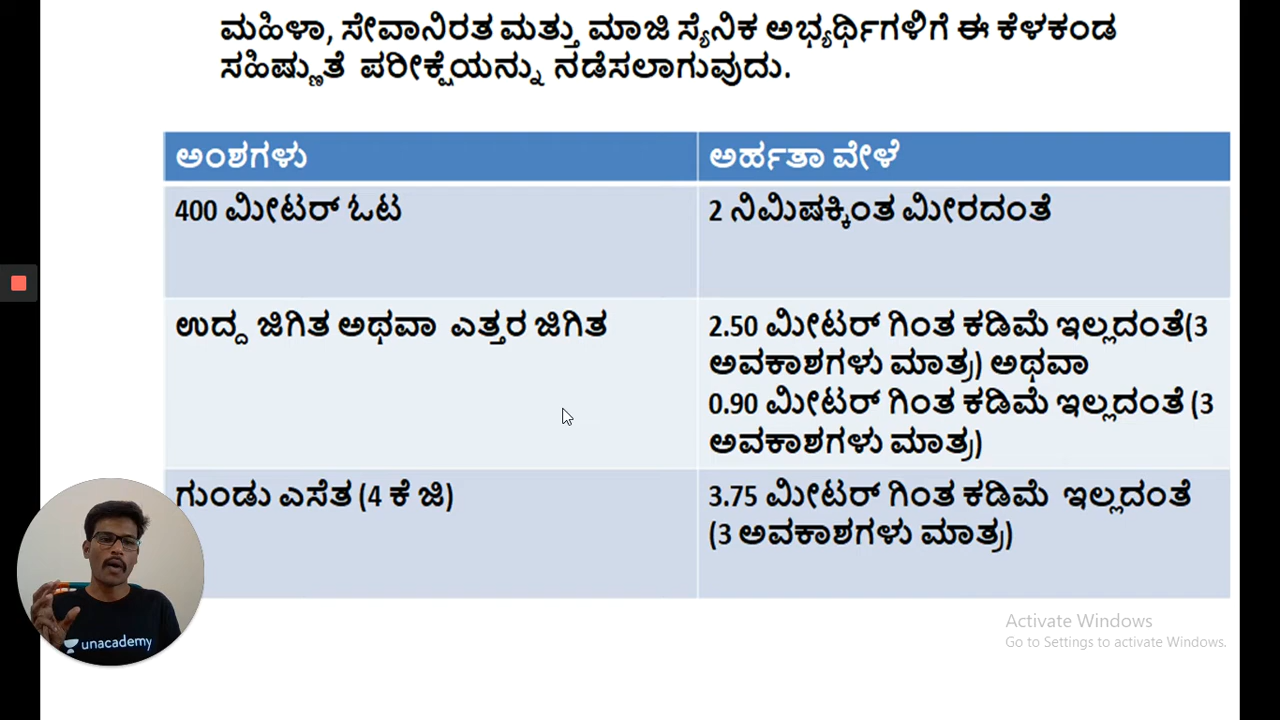 ಮಹಿಳಾ, ಸೇವಾನಿರತ ಮತ್ತು ಮಾಜಿ ಸೈನಿಕ ಅಭ್ಯರ್ಥಿಗಳಿಗೆ ಈ ಕೆಳಕಂಡ
ಸಹಿಷ್ಣುತೆ ಪರೀಕ್ಷೆಯನ್ನು ನಡೆಸಲಾಗುವುದು.
ಅಂಶಗಳು
ಅರ್ಹತಾ ವೇಳೆ
400 ಮೀಟರ್ ಓಟ
2 ನಿಮಿಷಕ್ಕಿಂತ ಮೀರದಂತೆ
ಉದ್ದ ಜಿಗಿತ ಅಥವಾ ಎತ್ತರ ಜಿಗಿತ
2.50 ಮೀಟರ್ ಗಿಂತ ಕಡಿಮೆ ಇಲ್ಲದಂತೆ(3
ಅವಕಾಶಗಳು ಮಾತ್ರ) ಅಥವಾ
0.90 ಮೀಟರ್ ಗಿಂತ ಕಡಿಮೆ ಇಲ್ಲದಂತೆ (3
ಅವಕಾಶಗಳು ಮಾತ್ರ)
ಗುಂಡು ಎಸೆತ (4 ಕೆ ಜಿ)
3.75 ಮೀಟರ್ ಗಿಂತ ಕಡಿಮೆ ಇಲ್ಲದಂತೆ
(3 ಅವಕಾಶಗಳು ಮಾತ್ರ)
unacademy
Activate Windows
Go to Settings to activate Windows.